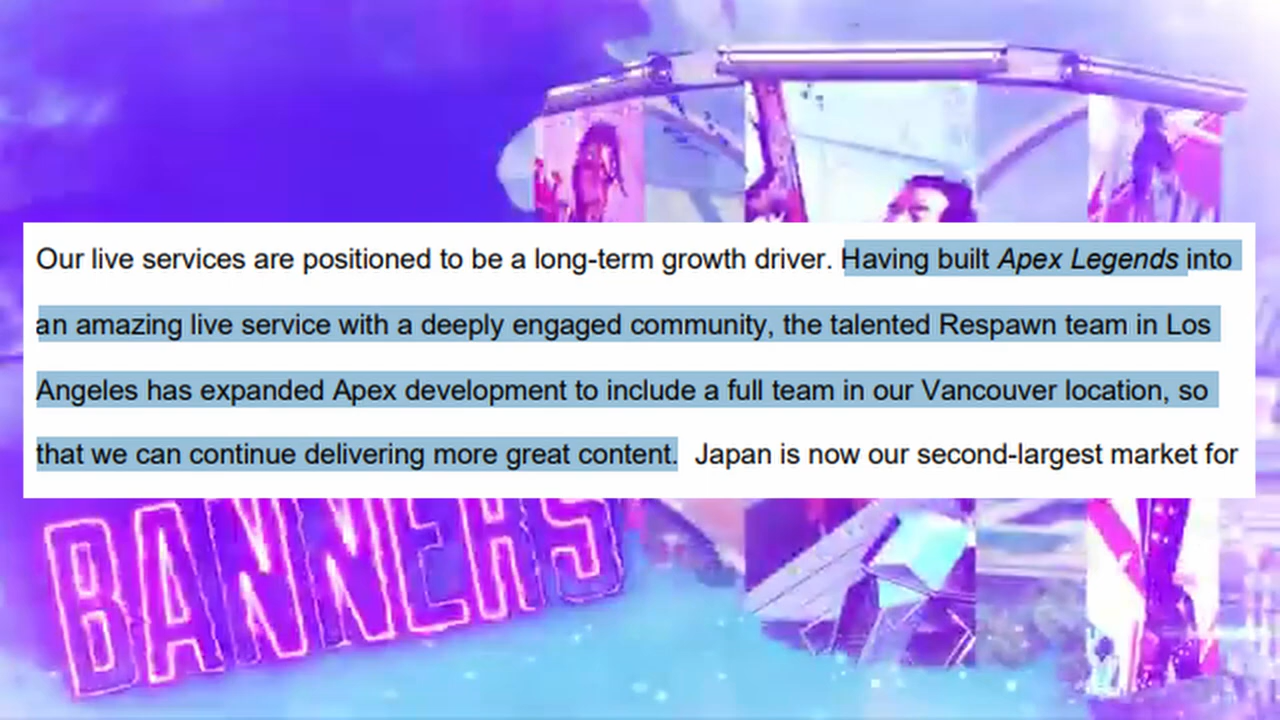 Our live services are positioned to be a long-term growth driver. Having built Apex Legends into
an amazing live service with a deeply engaged community, the talented Respawn team in Los
Angeles has expanded Apex development to include a full team in our Vancouver location, so
that we can continue delivering more great content.  Japan is now our second-largest market for
BANNERS